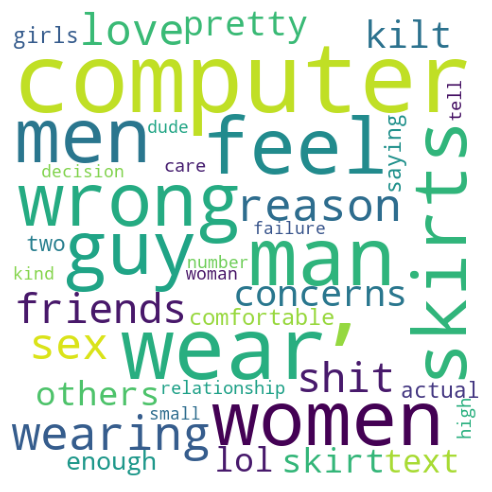 girls love pretty kilt
computer
tell
men dude feel saying
skirts
decision care
wrong reason
two guy failure man
kind number woman
friends concerns
wear’ comfortable
sex shit
others relationship actual
wearing small women high
enough lol skirt text